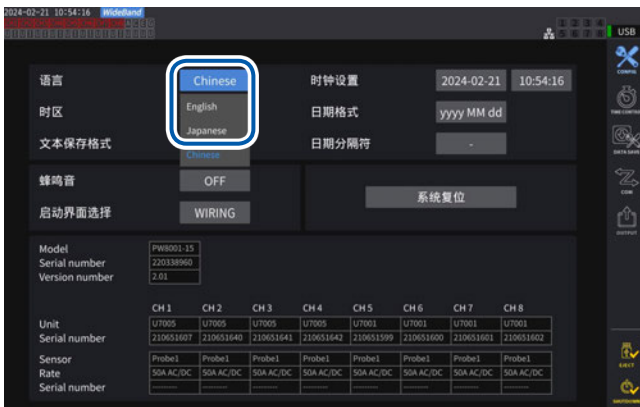 2024-02-21 10:54:16 WideBand
USB
语言 Chinese 时钟设置 2024-02-21 10:54:16
English
Japanese
Chinese
时区 日期格式 yyyy MM dd
文本保存格式 日期分隔符 -
蜂鸣音 OFF
系统复位
启动界面选择 WIRING
Model PW8001-15
Serial number 220338960
Version number 2.01
CH 1 CH 2 CH 3 CH 4 CH 5 CH 6 CH 7 CH 8
Unit U7005 U7005 U7005 U7005 U7001 U7001 U7001 U7001
Serial number 210651607 210651640 210651641 210651642 210651599 210651600 210651601 210651602
Sensor Probe1 Probe1 Probe1 Probe1 Probe1 Probe1 Probe1 Probe1
Rate 50A AC/DC 50A AC/DC 50A AC/DC 50A AC/DC 50A AC/DC 50A AC/DC 50A AC/DC 50A AC/DC
Serial number --------- --------- --------- --------- --------- --------- --------- ---------
CONFIG
DATA SAVE
COM
OUTPUT
EJECT
SHUTDOWN